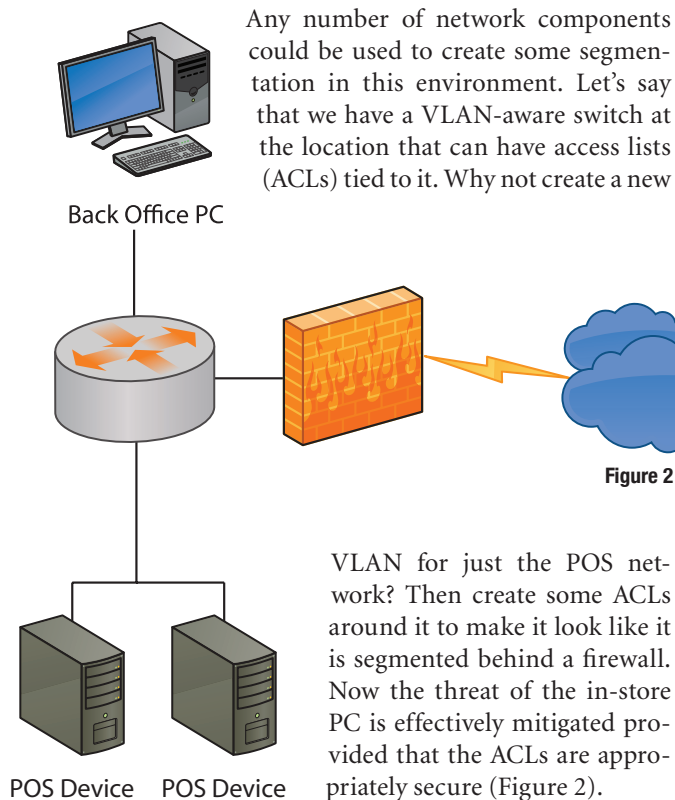 Any number of network components
could be used to create some segmen-
tation in this environment. Let’s say
that we have a VLAN-aware switch at
the location that can have access lists
(ACLs) tied to it. Why not create a new
Back Office PC
Figure 2
VLAN for just the POS net-
work? Then create some ACLs
around it to make it look like it
is segmented behind a firewall.
Now the threat of the in-store
PC is effectively mitigated pro-
vided that the ACLs are appro-
priately secure (Figure 2).
POS Device
POS Device